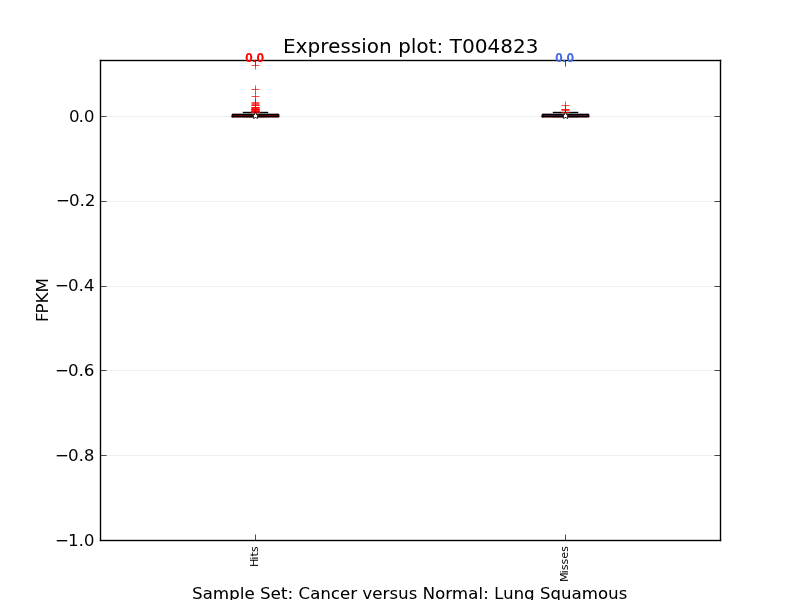 Expression plot: T004823
0.0 0.0
0.0
−0.2
−0.4
−0.6
−0.8
−1.0
FPKM
Hits
Misses
Sample Set: Cancer versus Normal: Lung Squamous